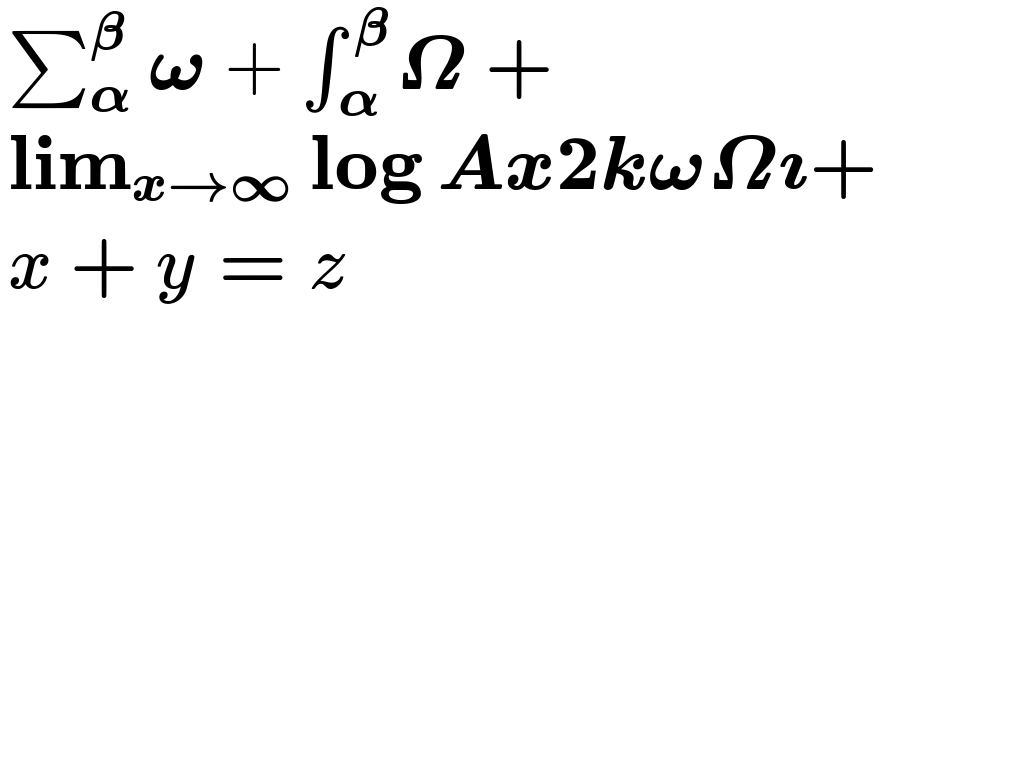 ∑_α^β ω + ∫_α^β Ω +
lim_{x→∞} log Ax2kωΩı+
x + y = z